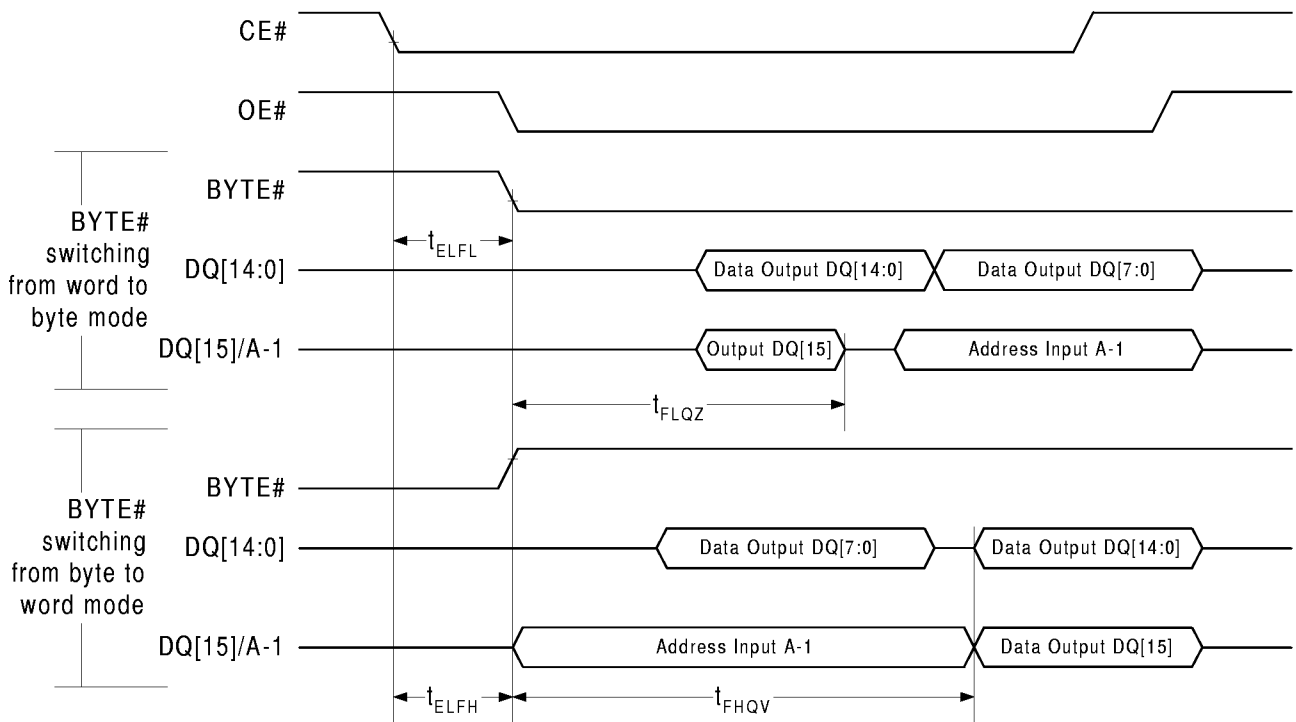 CE#
OE#
BYTE#
switching
from word to
byte mode
BYTE#
tELFL
DQ[14:0]
Data Output DQ[14:0]
Data Output DQ[7:0]
DQ[15]/A-1
Output DQ[15]
Address Input A-1
tFLQZ
BYTE#
switching
from byte to
word mode
BYTE#
DQ[14:0]
Data Output DQ[7:0]
Data Output DQ[14:0]
DQ[15]/A-1
Address Input A-1
Data Output DQ[15]
tELFH
tFHQV